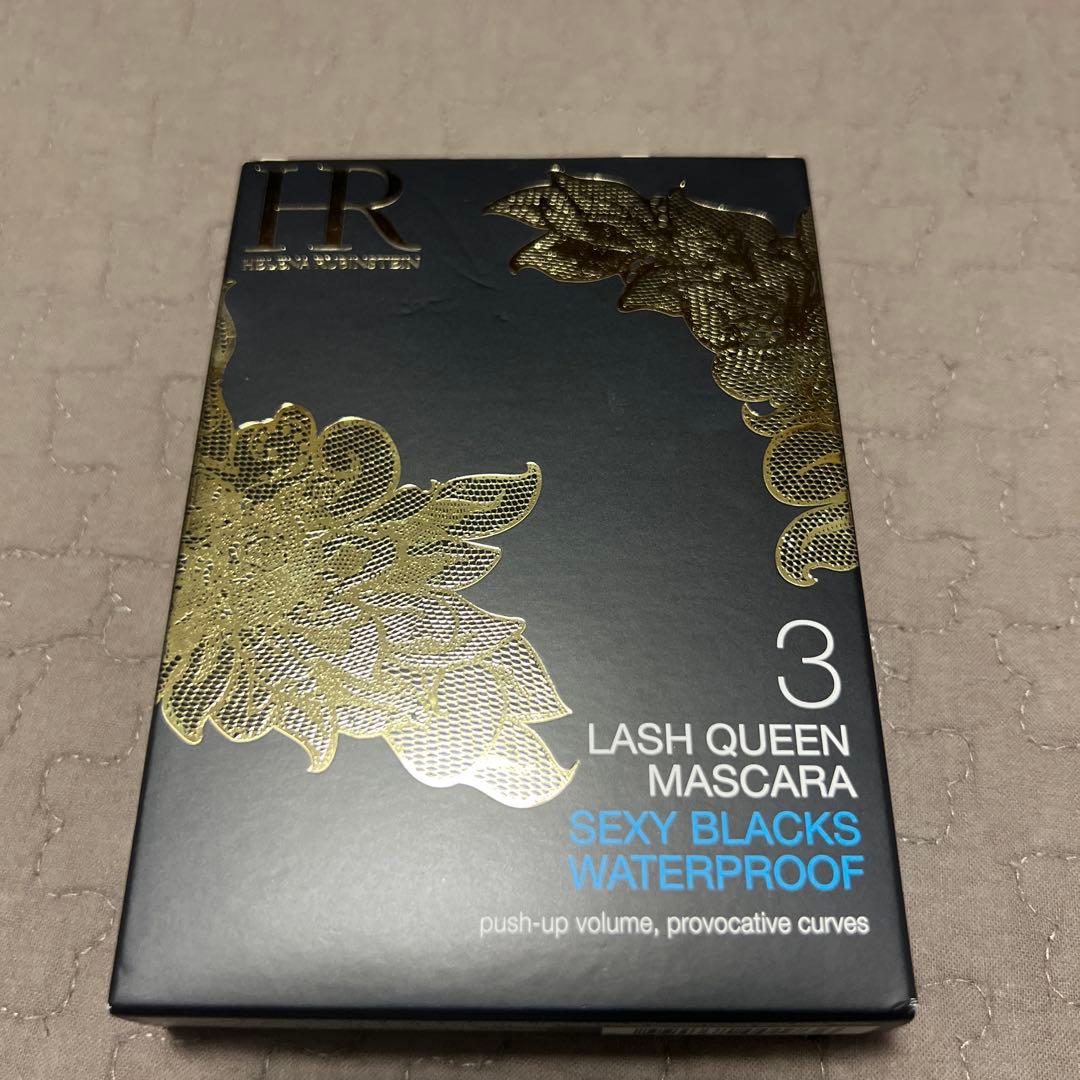 HR
HELENA RUBINSTEIN
3
LASH QUEEN
MASCARA
SEXY BLACKS
WATERPROOF
push-up volume, provocative curves